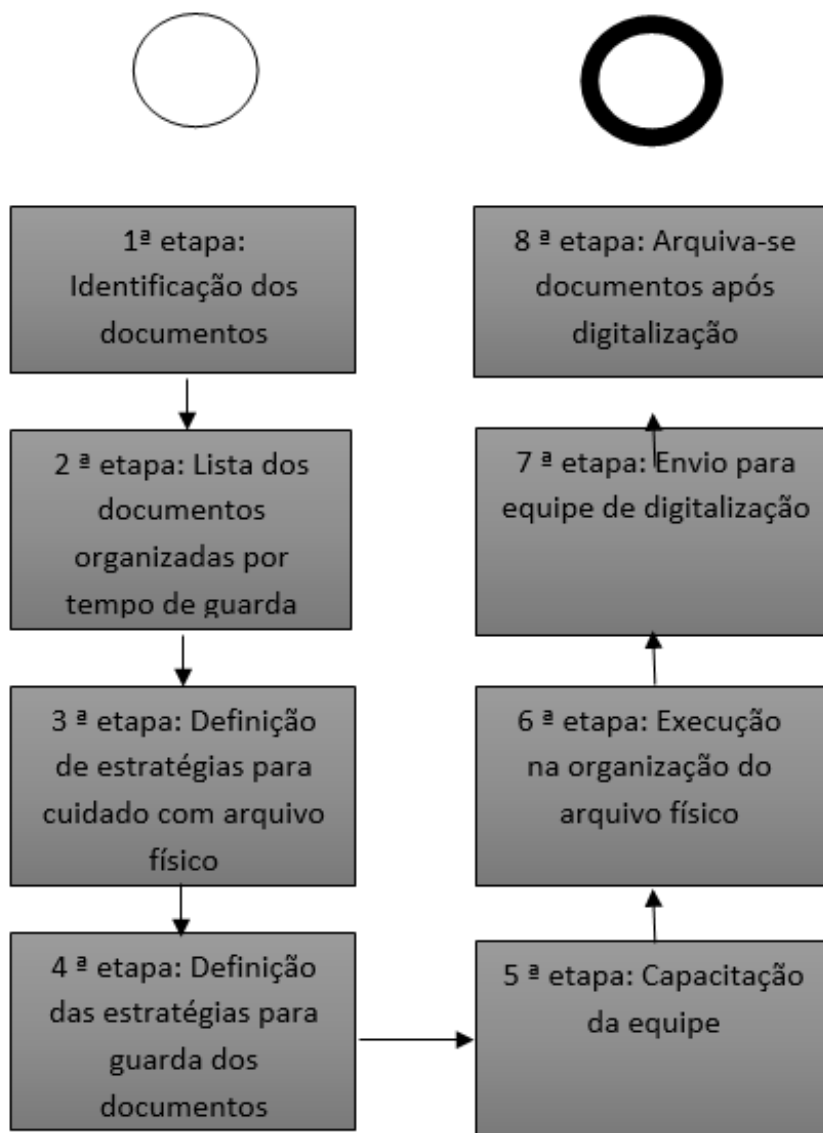 1ª etapa:
Identificação dos
documentos
2 ª etapa: Lista dos
documentos
organizadas por
tempo de guarda
3 ª etapa: Definição
de estratégias para
cuidado com arquivo
físico
4 ª etapa: Definição
das estratégias para
guarda dos
documentos
5 ª etapa: Capacitação
da equipe
6 ª etapa: Execução
na organização do
arquivo físico
7 ª etapa: Envio para
equipe de digitalização
8 ª etapa: Arquiva-se
documentos após
digitalização